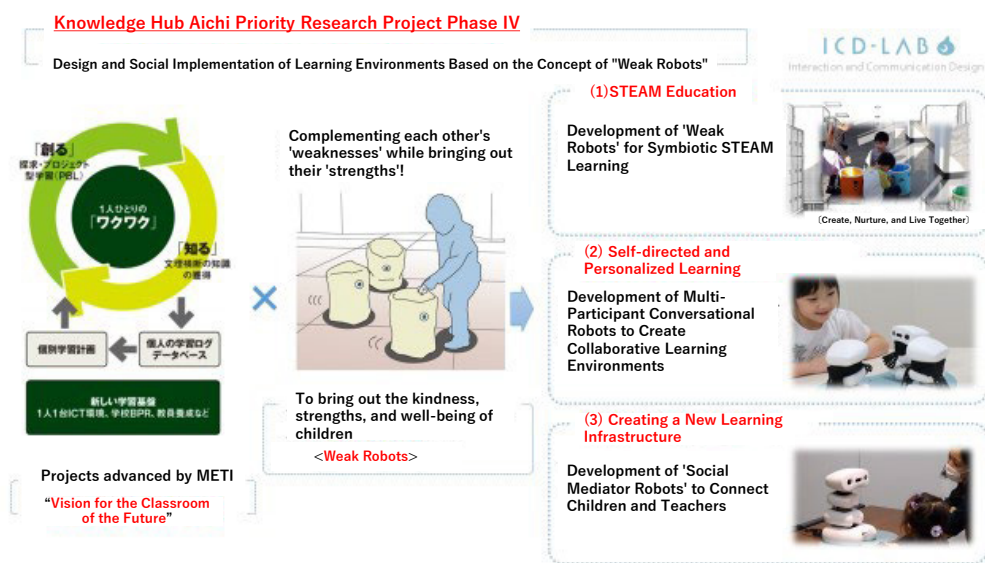 Knowledge Hub Aichi Priority Research Project Phase IV
Design and Social Implementation of Learning Environments Based on the Concept of "Weak Robots"
ICD-LAB
Interaction and Communication Design
「創る」
探求・プロジェクト
型学習(PBL)
1人ひとりの
「ワクワク」
「知る」
文理横断の知識
の獲得
個別学習計画
個人の学習ログ
データベース
新しい学習基盤
1人1台ICT環境、学校BPR、教員養成など
Projects advanced by METI
“Vision for the Classroom
of the Future”
Complementing each other's
'weaknesses' while bringing out
their 'strengths'!
×
To bring out the kindness,
strengths, and well-being of
children
<Weak Robots>
(1)STEAM Education
Development of 'Weak
Robots' for Symbiotic STEAM
Learning
(Create, Nurture, and Live Together)
(2) Self-directed and
Personalized Learning
Development of Multi-
Participant Conversational
Robots to Create
Collaborative Learning
Environments
(3) Creating a New Learning
Infrastructure
Development of 'Social
Mediator Robots' to Connect
Children and Teachers